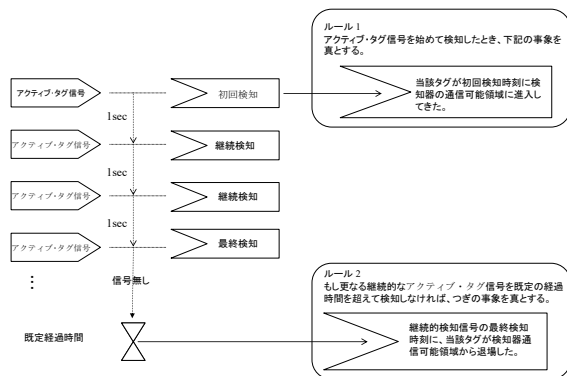 ルール 1
アクティブ・タグ信号を始めて検知したとき、下記の事象を
真とする。
当該タグが初回検知時刻に検
知器の通信可能領域に進入し
てきた。
アクティブ・タグ信号
初回検知
1sec
アクティブ・タグ信号
継続検知
1sec
アクティブ・タグ信号
継続検知
1sec
アクティブ・タグ信号
最終検知
⋮
信号無し
既定経過時間
ルール 2
もし更なる継続的なアクティブ・タグ信号を既定の経過
時間を超えて検知しなければ、つぎの事象を真とする。
継続的検知信号の最終検知
時刻に、当該タグが検知器通
信可能領域から退場した。